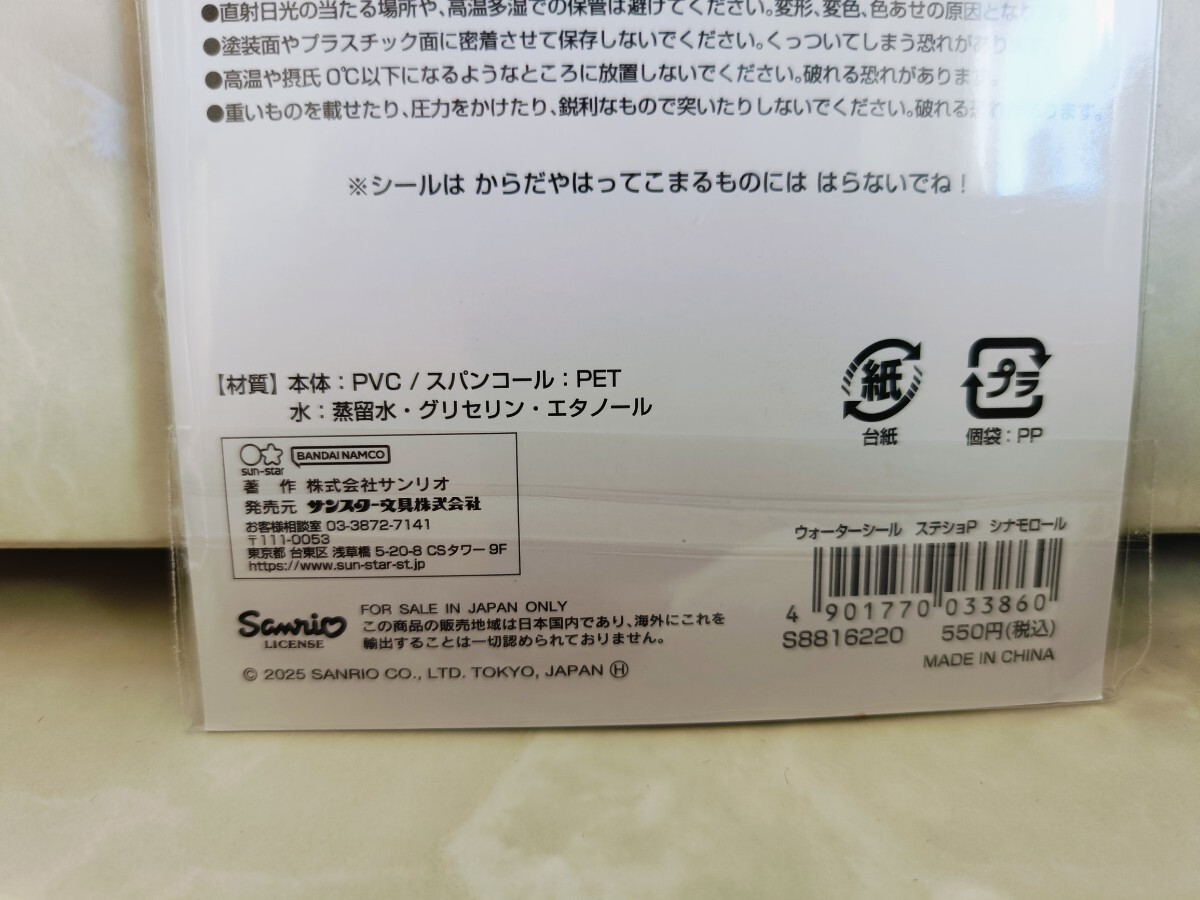 ●直射日光の当たる場所や、高温多湿での保管は避けてください。変形、変色、色あせの原因とな
●塗装面やプラスチック面に密着させて保存しないでください。くっついてしまう恐れがあり
●高温や摂氏0℃以下になるようなところに放置しないでください。破れる恐れがあります。
●重いものを載せたり、圧力をかけたり、鋭利なもので突いたりしないでください。破れる恐れがあります。
※シールは からだやはってこまるものには はらないでね！
【材質】本体：PVC / スパンコール：PET
水：蒸留水・グリセリン・エタノール
紙
台紙
プラ
個袋：PP
sun-star
BANDAI NAMCO
著 作 株式会社サンリオ
発売元 サンスター文具株式会社
お客様相談室 03-3872-7141
〒111-0053
東京都 台東区 浅草橋 5-20-8 CSタワー 9F
https://www.sun-star-st.jp
ウォーターシール ステショP シナモロール
4 901770 033860
S8816220 550円(税込)
MADE IN CHINA
Sanrio
LICENSE
FOR SALE IN JAPAN ONLY
この商品の販売地域は日本国内であり、海外にこれを
輸出することは一切認められておりません。
© 2025 SANRIO CO., LTD. TOKYO, JAPAN Ⓗ